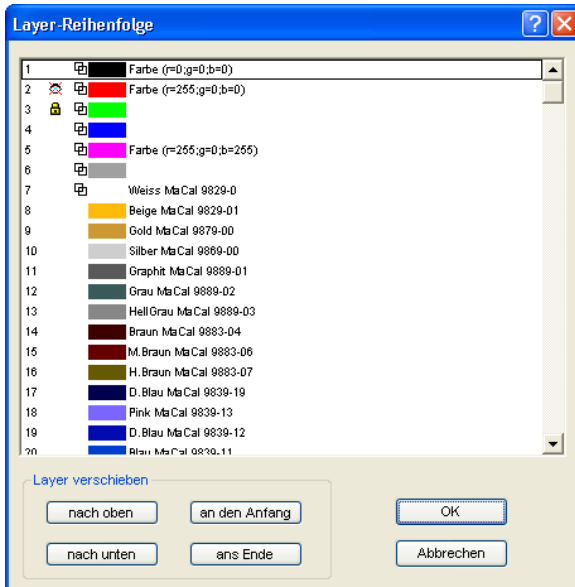 Layer-Reihenfolge
1 Farbe (r=0;g=0;b=0)
2 Farbe (r=255;g=0;b=0)
3
4
5 Farbe (r=255;g=0;b=255)
6
7 Weiss MaCal 9829-0
8 Beige MaCal 9829-01
9 Gold MaCal 9879-00
10 Silber MaCal 9869-00
11 Graphit MaCal 9889-01
12 Grau MaCal 9889-02
13 HellGrau MaCal 9889-03
14 Braun MaCal 9883-04
15 M.Braun MaCal 9883-06
16 H.Braun MaCal 9883-07
17 D.Blau MaCal 9839-19
18 Pink MaCal 9839-13
19 D.Blau MaCal 9839-12
20 Blau MaCal 9839-11
Layer verschieben
nach oben an den Anfang OK
nach unten ans Ende Abbrechen